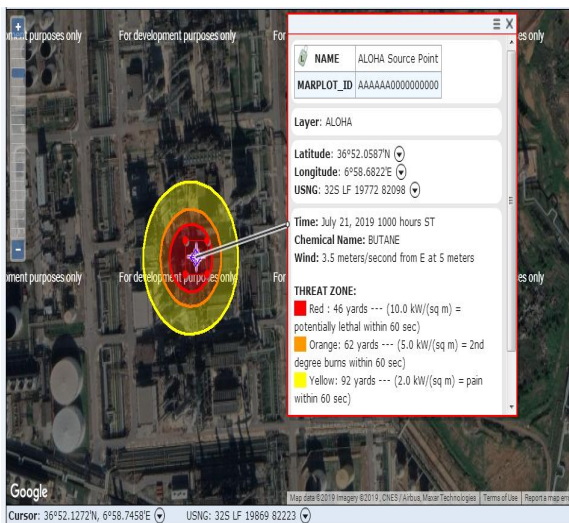 ment purposes only
For development purposes only
For
es only
NAME ALOHA Source Point
MARPLOT_ID AAAAAA0000000000
Layer: ALOHA
Latitude: 36°52.0587'N
Longitude: 6°58.6822'E
USNG: 32S LF 19772 82098
Time: July 21, 2019 1000 hours ST
Chemical Name: BUTANE
Wind: 3.5 meters/second from E at 5 meters
ment purposes only
For development purposes only
es only
THREAT ZONE:
Red : 46 yards --- (10.0 kW/(sq m) =
potentially lethal within 60 sec)
Orange: 62 yards --- (5.0 kW/(sq m) = 2nd
degree burns within 60 sec)
Yellow: 92 yards --- (2.0 kW/(sq m) = pain
within 60 sec)
Google
Map data ©2019 Imagery ©2019 , CNES / Airbus, Maxar Technologies Terms of Use Report a map err
Cursor: 36°52.1272'N, 6°58.7458'E USNG: 32S LF 19869 82223